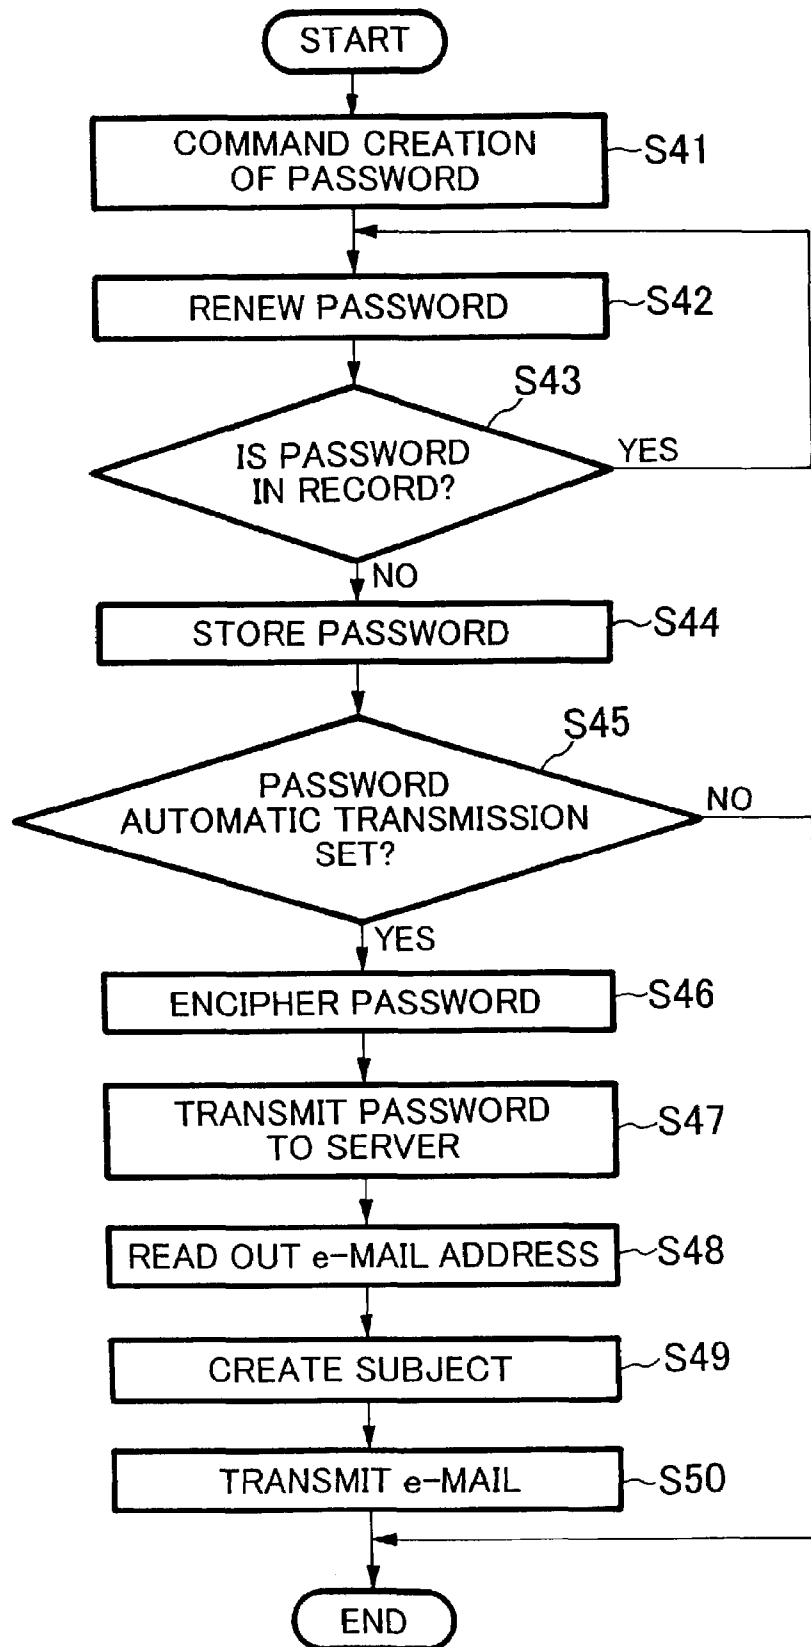 START
COMMAND CREATION
OF PASSWORD
S41
RENEW PASSWORD
S42
S43
IS PASSWORD
IN RECORD?
YES
NO
STORE PASSWORD
S44
S45
PASSWORD
AUTOMATIC TRANSMISSION
SET?
NO
YES
ENCIPHER PASSWORD
S46
TRANSMIT PASSWORD
TO SERVER
S47
READ OUT e-MAIL ADDRESS
S48
CREATE SUBJECT
S49
TRANSMIT e-MAIL
S50
END